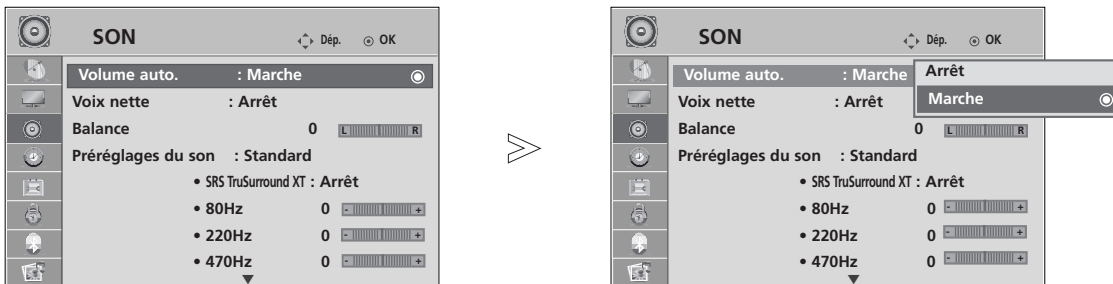 SON Dép. OK
Volume auto. : Marche
Voix nette : Arrêt
Balance 0 L R
Préréglages du son : Standard
• SRS TruSurround XT : Arrêt
• 80Hz 0 - +
• 220Hz 0 - +
• 470Hz 0 - +
SON Dép. OK
Volume auto. : Marche
Arrêt
Marche
Voix nette : Arrêt
Balance 0 L R
Préréglages du son : Standard
• SRS TruSurround XT : Arrêt
• 80Hz 0 - +
• 220Hz 0 - +
• 470Hz 0 - +